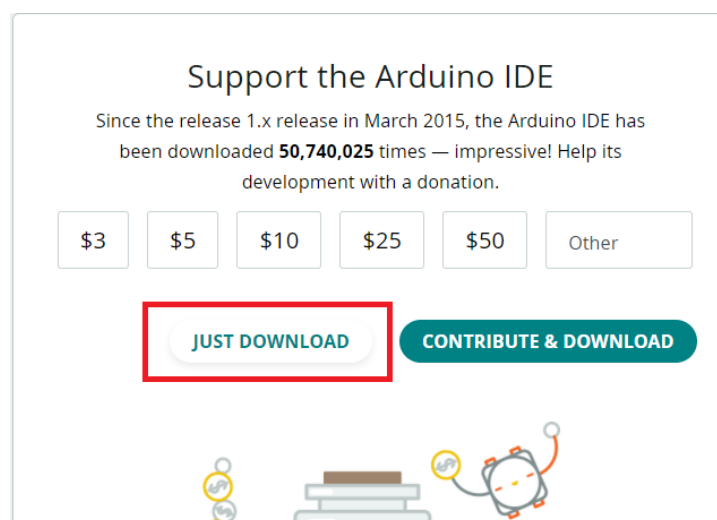 Support the Arduino IDE
Since the release 1.x release in March 2015, the Arduino IDE has
been downloaded 50,740,025 times — impressive! Help its
development with a donation.
$3 $5 $10 $25 $50 Other
JUST DOWNLOAD CONTRIBUTE & DOWNLOAD